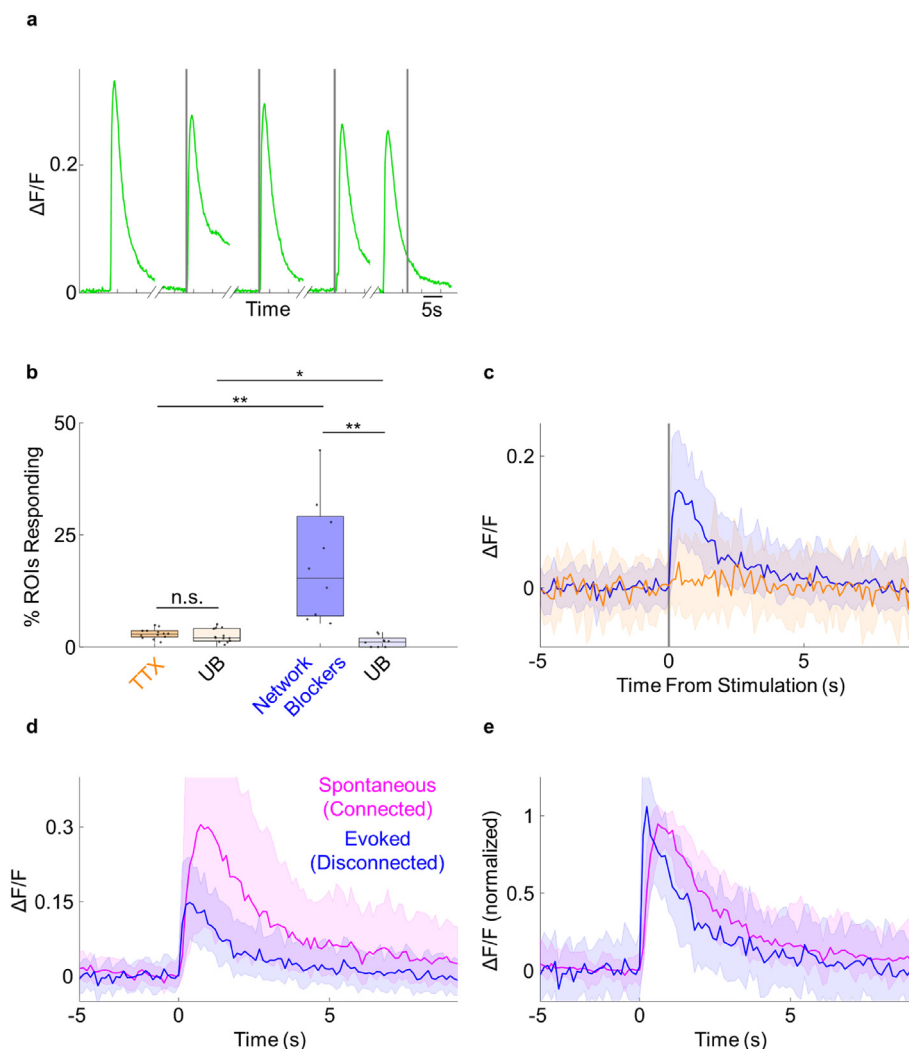 a
ΔF/F
0.2
0
Time
5s
b
% ROIs Responding
50
25
0
*
**
**
n.s.
TTX
UB
Network
Blockers
UB
c
ΔF/F
0.2
0
-5
0
5
Time From Stimulation (s)
d
ΔF/F
0.3
0.15
0
Spontaneous
(Connected)
Evoked
(Disconnected)
-5
0
5
Time (s)
e
ΔF/F (normalized)
1
0.5
0
-5
0
5
Time (s)